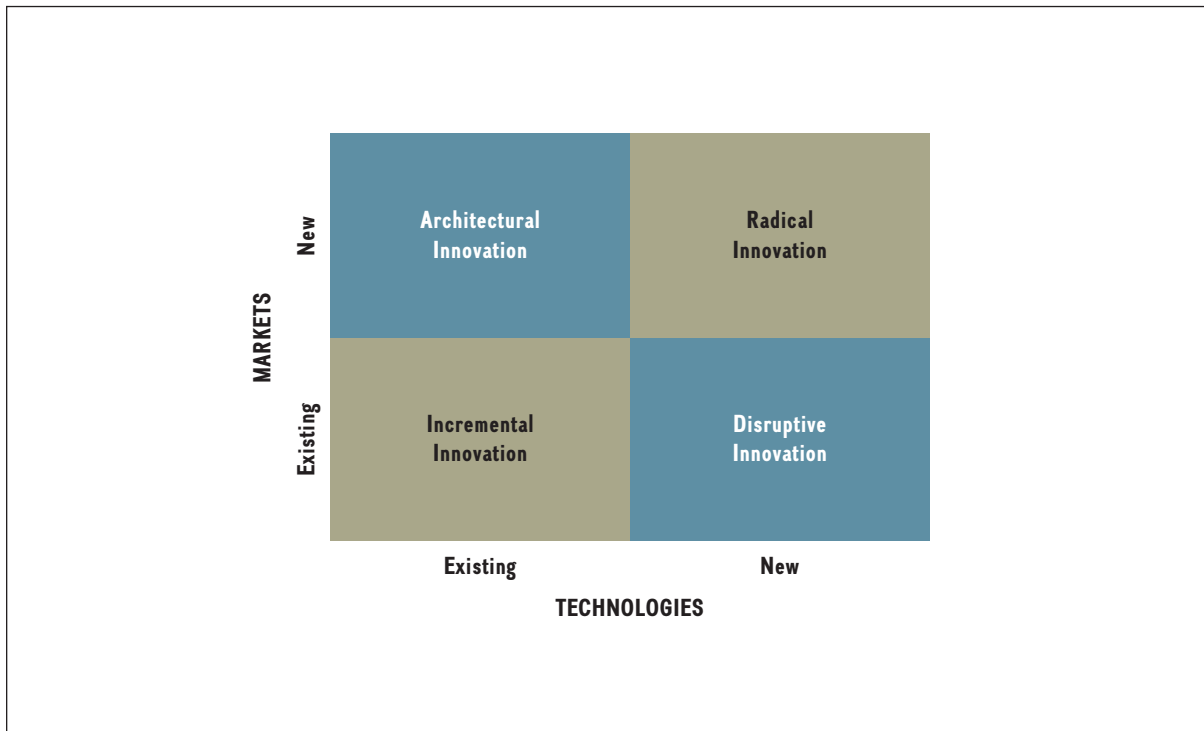 Architectural
Innovation
Radical
Innovation
New
MARKETS
Incremental
Innovation
Disruptive
Innovation
Existing
Existing
New
TECHNOLOGIES